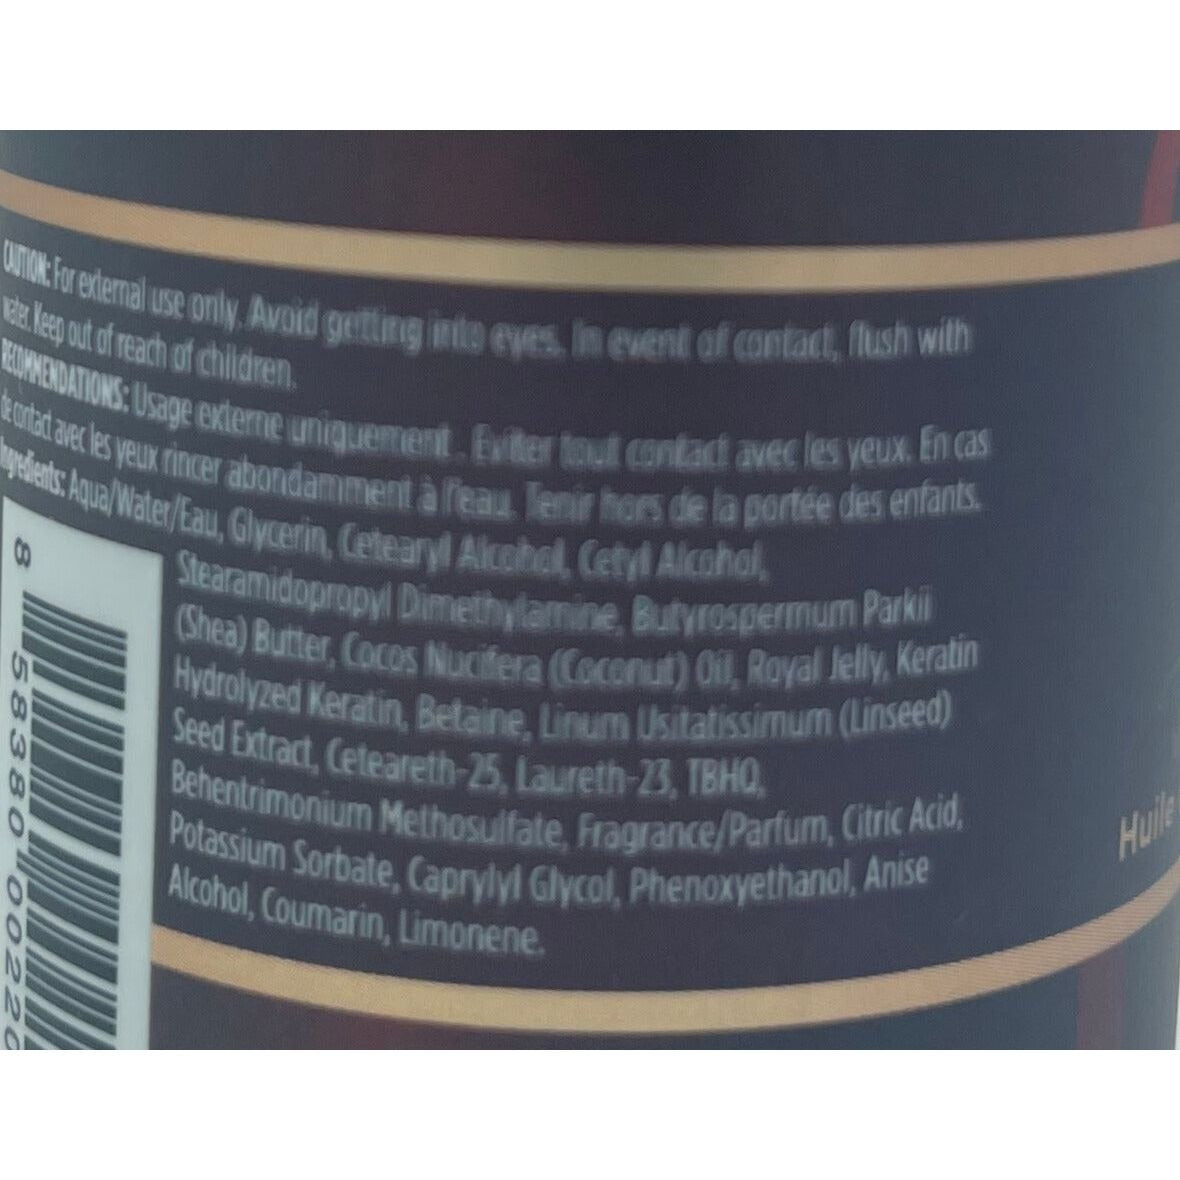 CAUTION: For external use only. Avoid getting into eyes. In event of contact, flush with
water. Keep out of reach of children.
RECOMMENDATIONS: Usage externe uniquement . Eviter tout contact avec les yeux. En cas
de contact avec les yeux rincer abondamment à l'eau. Tenir hors de la portée des enfants.
Ingredients: Aqua/Water/Eau, Glycerin, Cetearyl Alcohol, Cetyl Alcohol,
Stearamidopropyl Dimethylamine, Butyrospermum Parkii
(Shea) Butter, Cocos Nucifera (Coconut) Oil, Royal Jelly, Keratin
Hydrolyzed Keratin, Betaine, Linum Usitatissimum (Linseed)
Seed Extract, Ceteareth-25, Laureth-23, TBHQ,
Behentrimonium Methosulfate, Fragrance/Parfum, Citric Acid,
Potassium Sorbate, Caprylyl Glycol, Phenoxyethanol, Anise
Alcohol, Coumarin, Limonene.
8 58380 00220
Huile